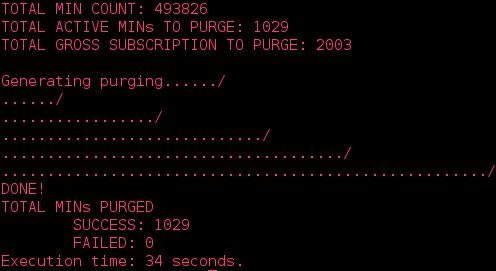 TOTAL MIN COUNT: 493826
TOTAL ACTIVE MINs TO PURGE: 1029
TOTAL GROSS SUBSCRIPTION TO PURGE: 2003
Generating purging....../
....../
................./
............................./
....................................../
....................................................../
DONE!
TOTAL MINs PURGED
SUCCESS: 1029
FAILED: 0
Execution time: 34 seconds.